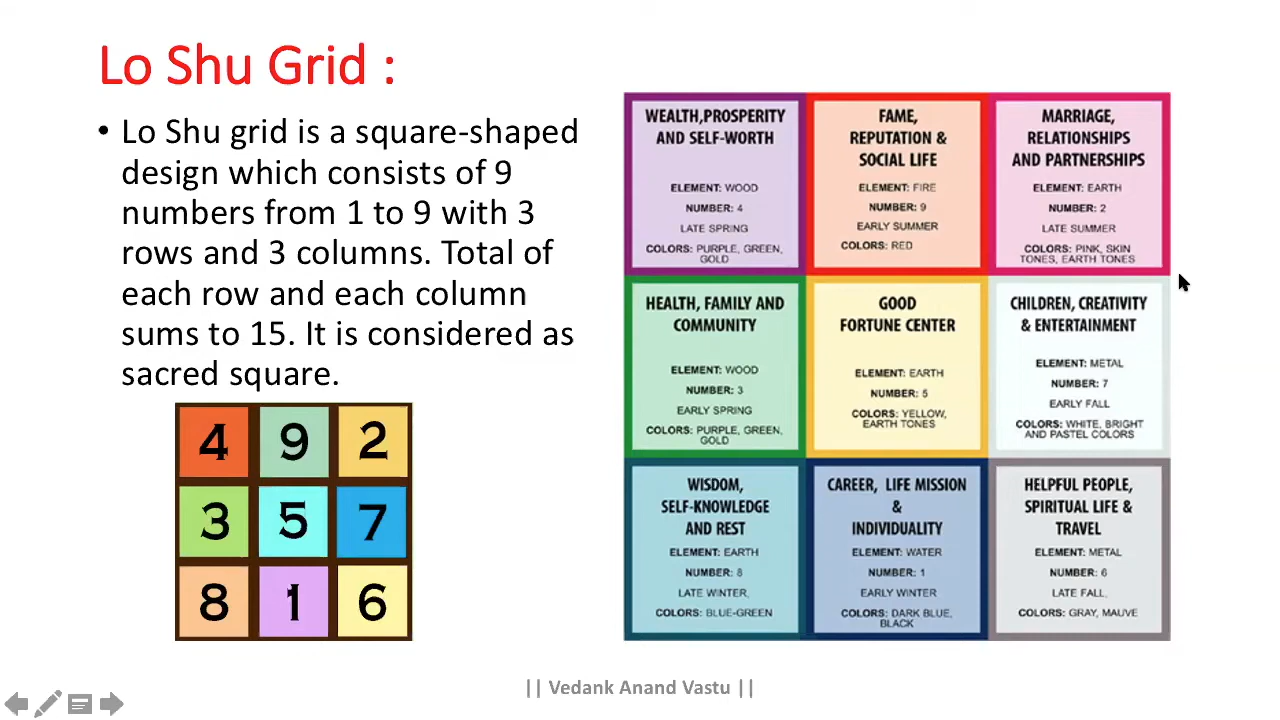 Lo Shu Grid :
• Lo Shu grid is a square-shaped
design which consists of 9
numbers from 1 to 9 with 3
rows and 3 columns. Total of
each row and each column
sums to 15. It is considered as
sacred square.
4 9 2
3 5 7
8 1 6
WEALTH,PROSPERITY
AND SELF-WORTH
ELEMENT: WOOD
NUMBER: 4
LATE SPRING
COLORS: PURPLE, GREEN,
GOLD
FAME,
REPUTATION &
SOCIAL LIFE
ELEMENT: FIRE
NUMBER: 9
EARLY SUMMER
COLORS: RED
MARRIAGE,
RELATIONSHIPS
AND PARTNERSHIPS
ELEMENT: EARTH
NUMBER: 2
LATE SUMMER
COLORS: PINK, SKIN
TONES, EARTH TONES
HEALTH, FAMILY AND
COMMUNITY
ELEMENT: WOOD
NUMBER: 3
EARLY SPRING
COLORS: PURPLE, GREEN,
GOLD
GOOD
FORTUNE CENTER
ELEMENT: EARTH
NUMBER: 5
COLORS: YELLOW,
EARTH TONES
CHILDREN, CREATIVITY
& ENTERTAINMENT
ELEMENT: METAL
NUMBER: 7
EARLY FALL
COLORS: WHITE, BRIGHT
AND PASTEL COLORS
WISDOM,
SELF-KNOWLEDGE
AND REST
ELEMENT: EARTH
NUMBER: 8
LATE WINTER,
COLORS: BLUE-GREEN
CAREER, LIFE MISSION
&
INDIVIDUALITY
ELEMENT: WATER
NUMBER: 1
EARLY WINTER
COLORS: DARK BLUE,
BLACK
HELPFUL PEOPLE,
SPIRITUAL LIFE &
TRAVEL
ELEMENT: METAL
NUMBER: 6
LATE FALL,
COLORS: GRAY, MAUVE
|| Vedank Anand Vastu ||